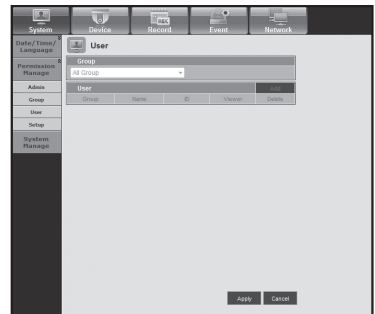 System Device Record Event Network
REC
Date/Time/
Language
User
Permission
Manage
Group
All Group
Admin
User
Add
Group
Group Name ID Viewer Delete
User
Setup
System
Manage
Apply Cancel